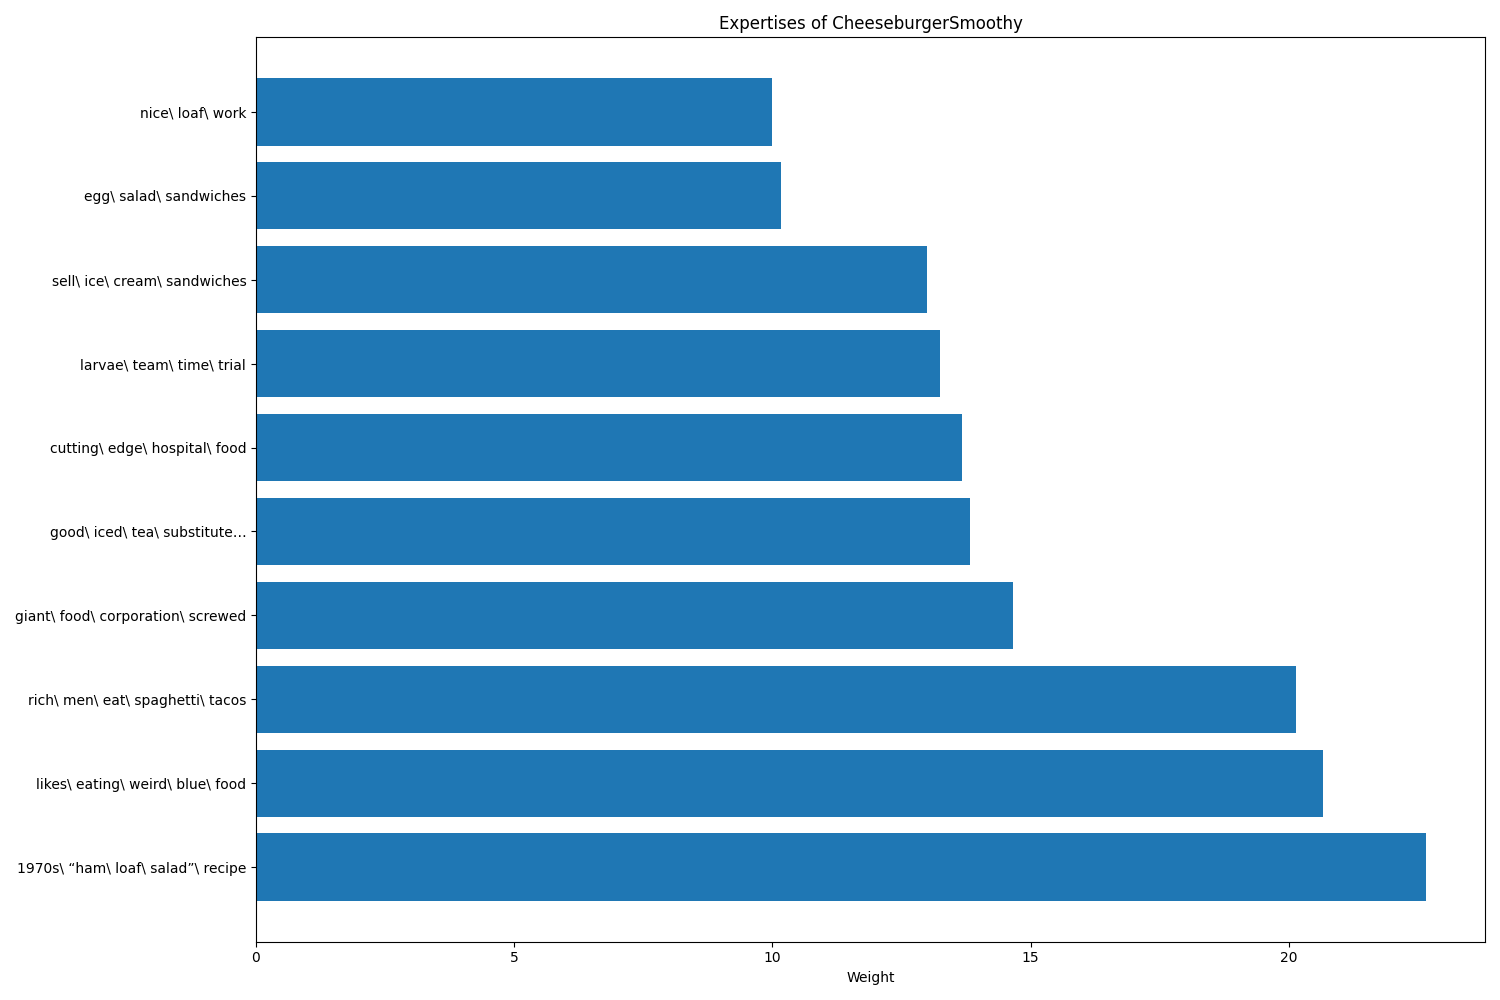 Expertises of CheeseburgerSmoothy
nice\ loaf\ work
egg\ salad\ sandwiches
sell\ ice\ cream\ sandwiches
larvae\ team\ time\ trial
cutting\ edge\ hospital\ food
good\ iced\ tea\ substitute…
giant\ food\ corporation\ screwed
rich\ men\ eat\ spaghetti\ tacos
likes\ eating\ weird\ blue\ food
1970s\ “ham\ loaf\ salad”\ recipe
0 5 10 15 20
Weight